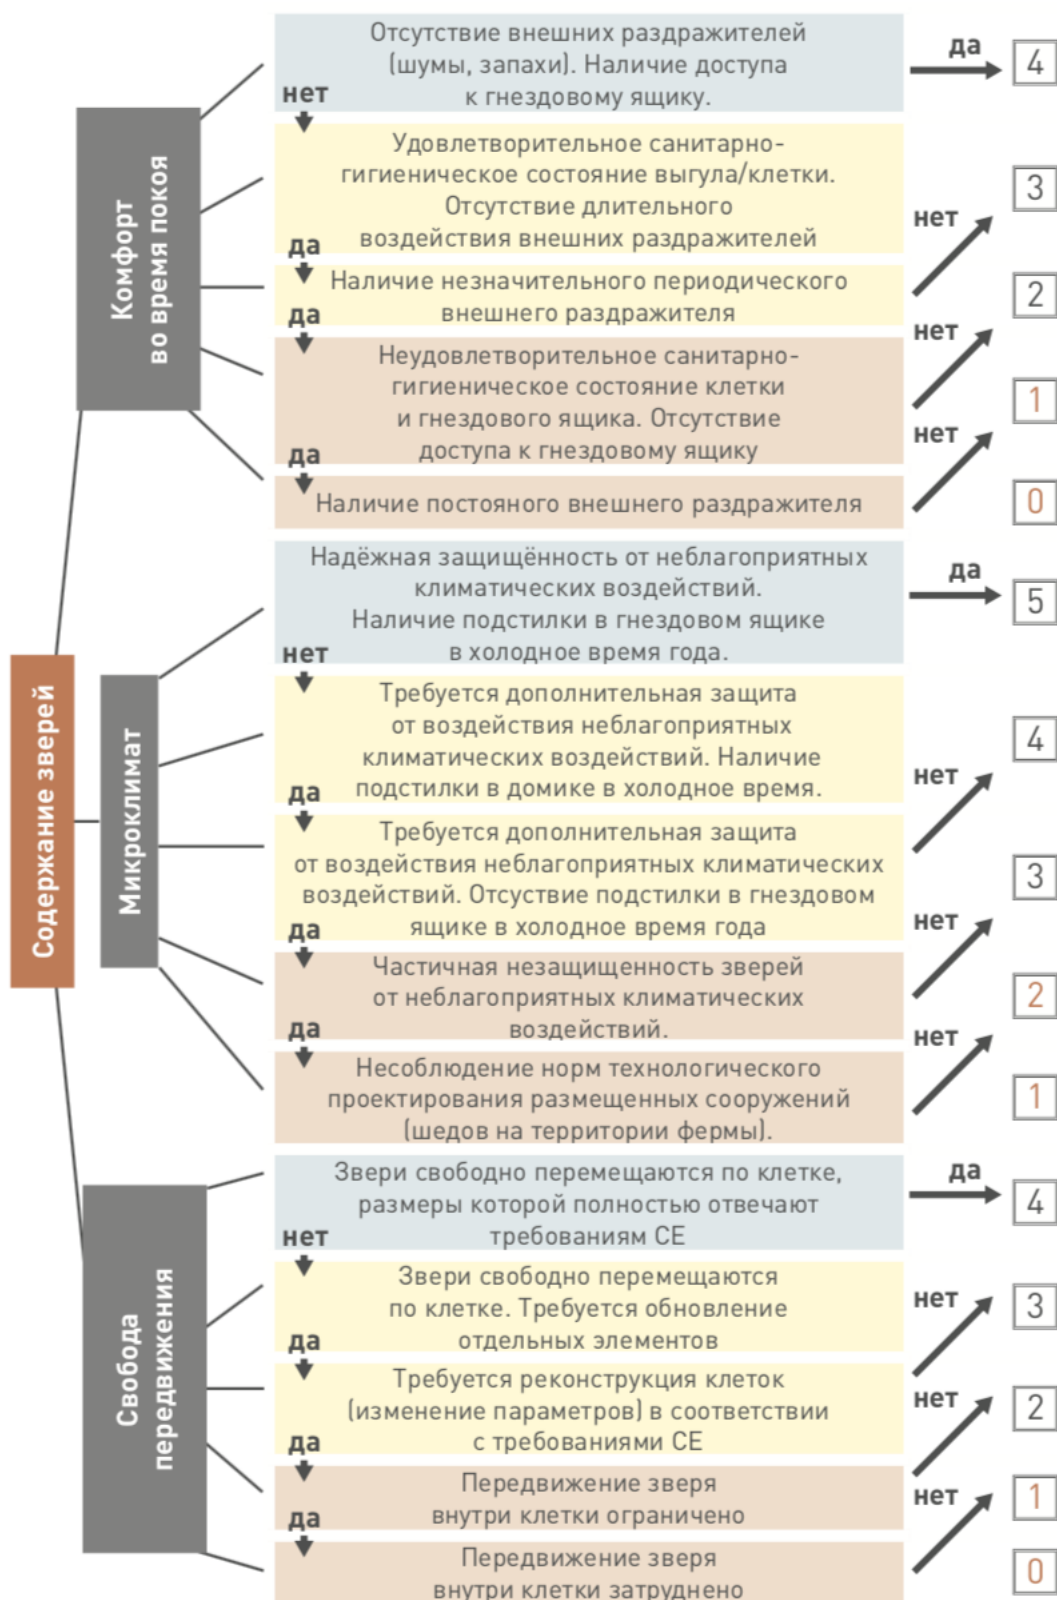 Содержание зверей
Комфорт
во время покоя
Отсутствие внешних раздражителей
(шумы, запахи). Наличие доступа
к гнездовому ящику.
да
4
нет
Удовлетворительное санитарно-
гигиеническое состояние выгула/клетки.
Отсутствие длительного
воздействия внешних раздражителей
нет
3
да
Наличие незначительного периодического
внешнего раздражителя
нет
2
да
Неудовлетворительное санитарно-
гигиеническое состояние клетки
и гнездового ящика. Отсутствие
доступа к гнездовому ящику
нет
1
да
Наличие постояного внешнего раздражителя
0
Микроклимат
Надёжная защищённость от неблагоприятных
климатических воздействий.
Наличие подстилки в гнездовом ящике
в холодное время года.
да
5
нет
Требуется дополнительная защита
от воздействия неблагоприятных
климатических воздействий. Наличие
подстилки в домике в холодное время.
нет
4
да
Требуется дополнительная защита
от воздействия неблагоприятных климатических
воздействий. Отсуствие подстилки в гнездовом
ящике в холодное время года
нет
3
да
Частичная незащищенность зверей
от неблагоприятных климатических
воздействий.
нет
2
да
Несоблюдение норм технологического
проектирования размещенных сооружений
(шедов на территории фермы).
1
Свобода
передвижения
Звери свободно перемещаются по клетке,
размеры которой полностью отвечают
требованиям СЕ
да
4
нет
Звери свободно перемещаются
по клетке. Требуется обновление
отдельных элементов
нет
3
да
Требуется реконструкция клеток
(изменение параметров) в соответствии
с требованиями СЕ
нет
2
да
Передвижение зверя
внутри клетки ограничено
нет
1
да
Передвижение зверя
внутри клетки затруднено
0